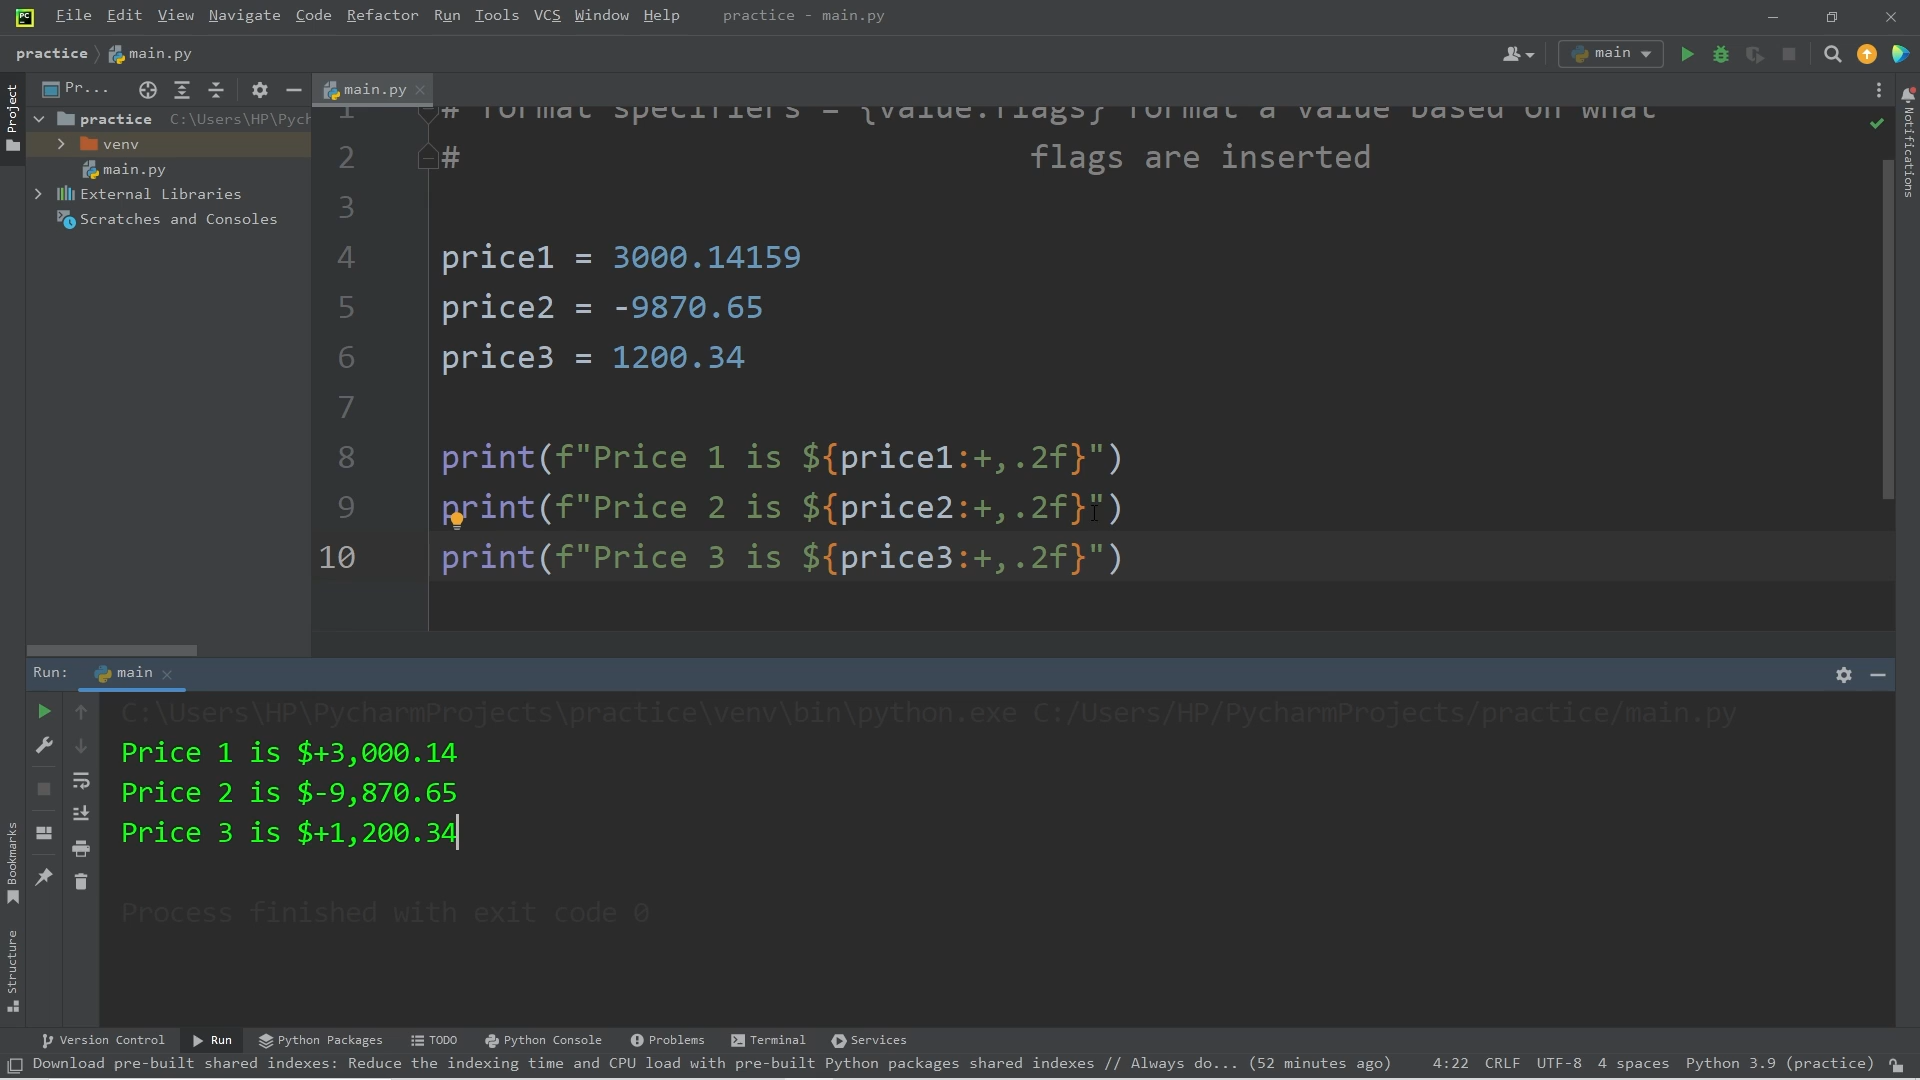 File Edit View Navigate Code Refactor Run Tools VCS Window Help practice - main.py
practice main.py main
Project Pr... main.py
practice C:\Users\HP\Pych
venv
main.py
External Libraries
Scratches and Consoles
Notifications
1 # format specifiers = {value:flags} format a value based on what
2 # flags are inserted
3
4 price1 = 3000.14159
5 price2 = -9870.65
6 price3 = 1200.34
7
8 print(f"Price 1 is ${price1:+,.2f}")
9 print(f"Price 2 is ${price2:+,.2f}")
10 print(f"Price 3 is ${price3:+,.2f}")
Run: main
C:\Users\HP\PycharmProjects\practice\venv\bin\python.exe C:/Users/HP/PycharmProjects/practice/main.py
Price 1 is $+3,000.14
Price 2 is $-9,870.65
Price 3 is $+1,200.34
Process finished with exit code 0
Bookmarks
Structure
Version Control Run Python Packages TODO Python Console Problems Terminal Services
Download pre-built shared indexes: Reduce the indexing time and CPU load with pre-built Python packages shared indexes // Always do... (52 minutes ago) 4:22 CRLF UTF-8 4 spaces Python 3.9 (practice)